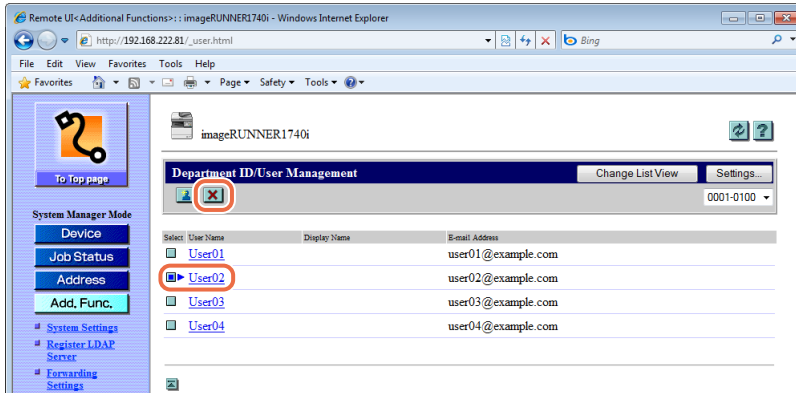 Remote UI<Additional Functions>: : imageRUNNER1740i - Windows Internet Explorer
http://192.168.222.81/_user.html
Bing
File Edit View Favorites Tools Help
Favorites Page Safety Tools
imageRUNNER1740i
To Top page
Department ID/User Management Change List View Settings...
0001-0100
System Manager Mode
Device
Job Status
Address
Add. Func.
System Settings
Register LDAP
Server
Forwarding
Settings
Select User Name Display Name E-mail Address
User01 user01@example.com
User02 user02@example.com
User03 user03@example.com
User04 user04@example.com